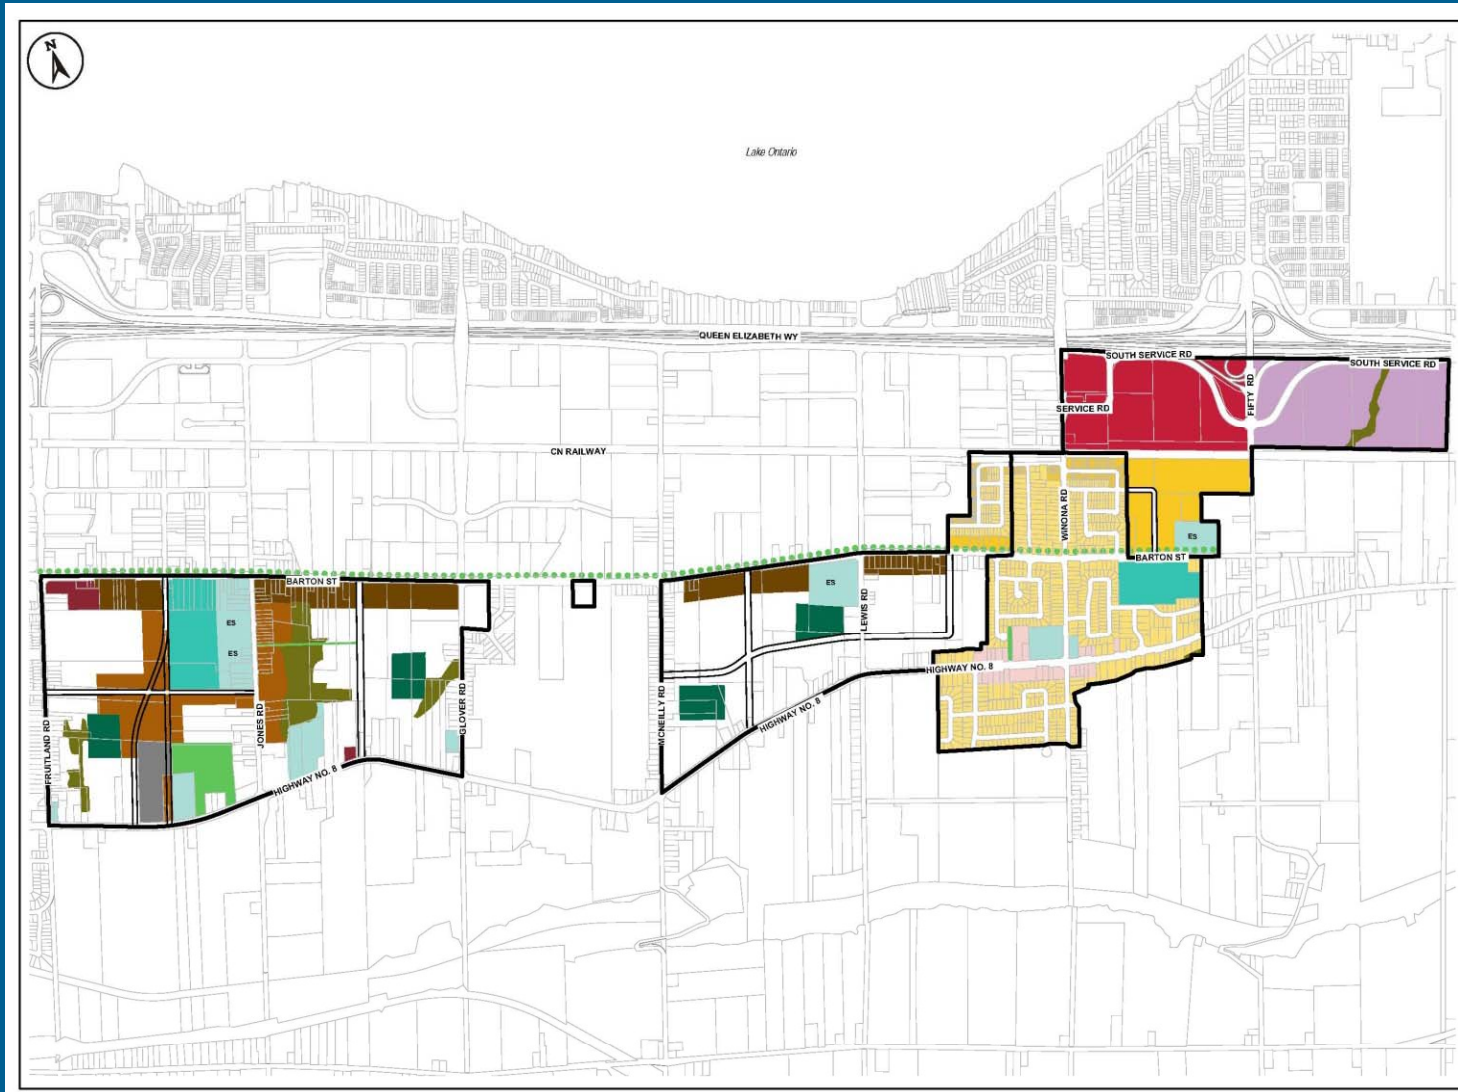 N
Lake Ontario
QUEEN ELIZABETH WY
SOUTH SERVICE RD
SOUTH SERVICE RD
SERVICE RD
FIFTY RD
CN RAILWAY
WINONA RD
ES
BARTON ST
BARTON ST
ES
LEWIS RD
ES
ES
HIGHWAY NO. 8
FRUITLAND RD
JONES RD
GLOVER RD
MCNEILLY RD
HIGHWAY NO. 8
HIGHWAY NO. 8